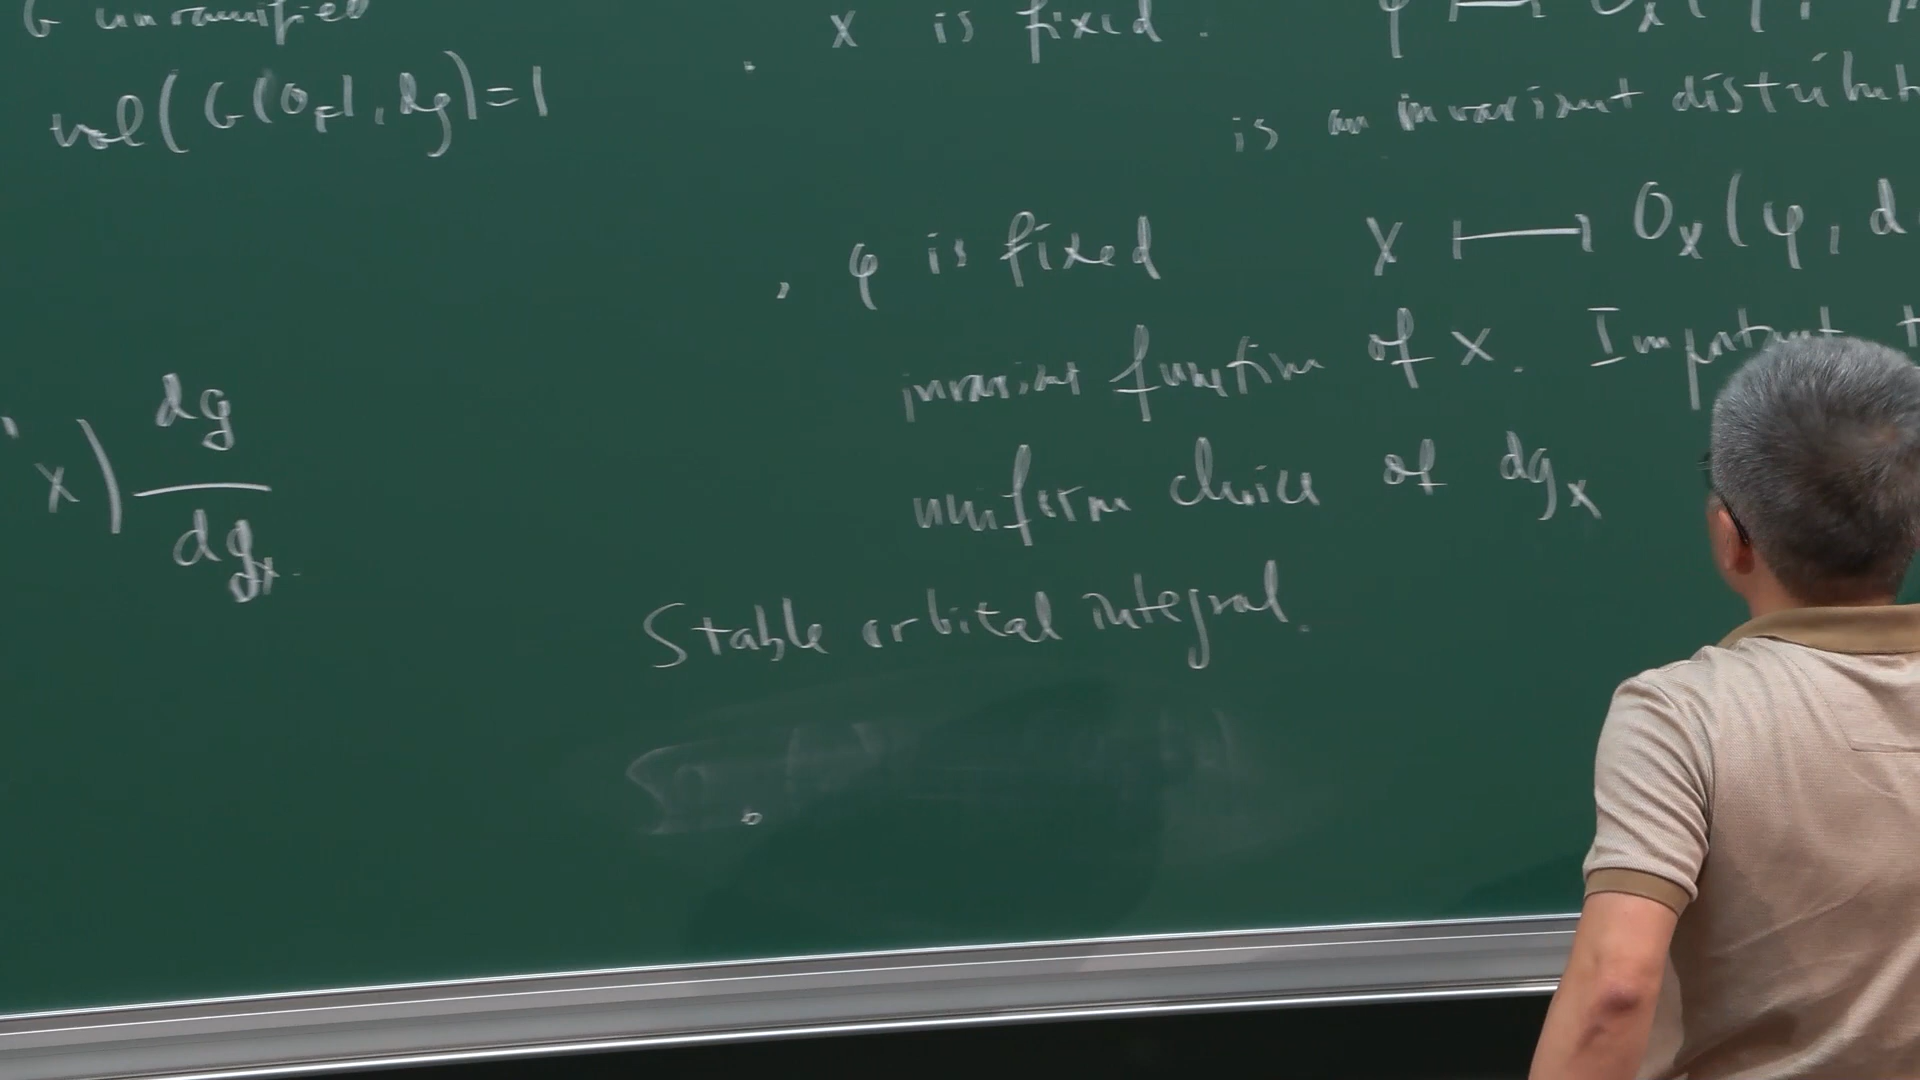 G unramified
vol(G(O_F), dg)=1
x) dg
dg_x.
. x is fixed. φ ⟼ O_x(φ,
is an invariant
. φ is fixed x ⟼ O_x(φ, d
invariant function of x. Important
uniform choice of dg_x
Stable orbital integral.